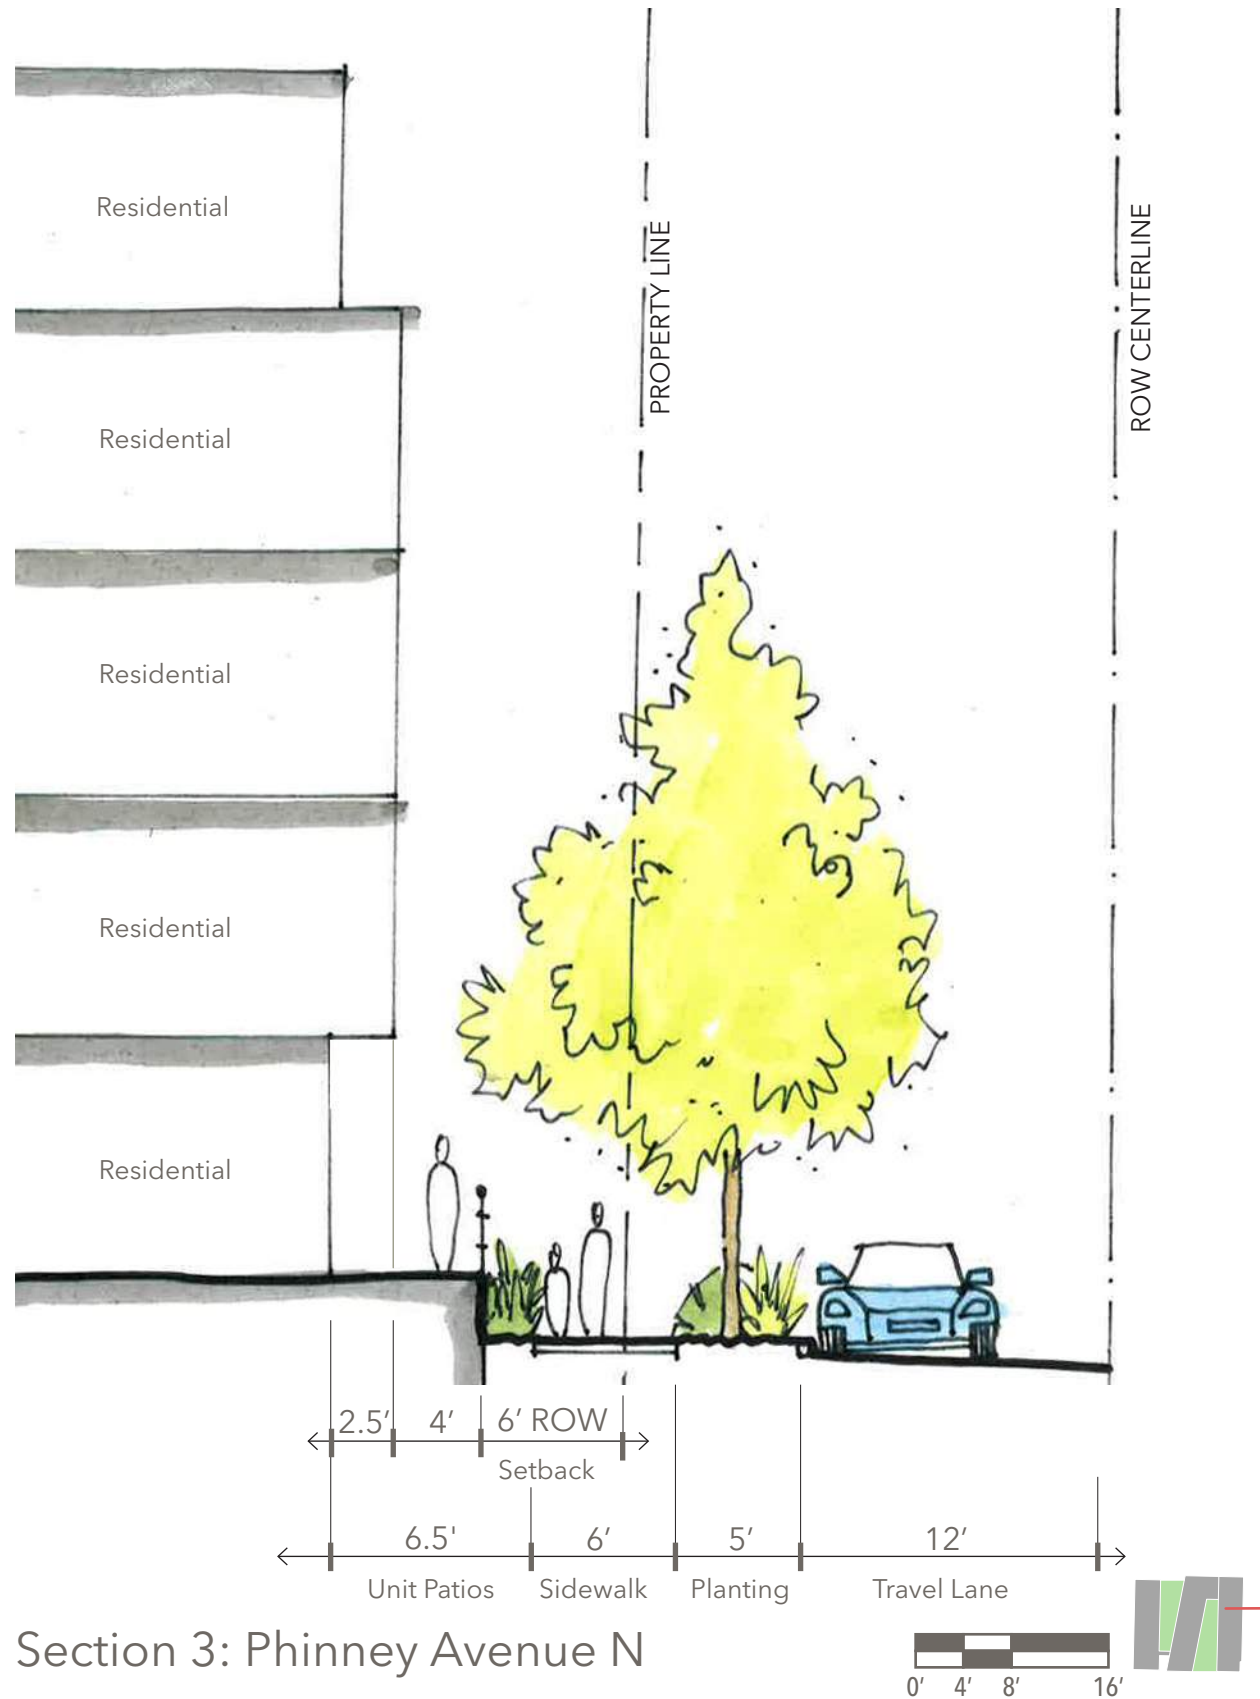 Residential
PROPERTY LINE
ROW CENTERLINE
Residential
Residential
Residential
Residential
2.5’ 4’ 6’ ROW
Setback
6.5' 6’ 5’ 12’
Unit Patios Sidewalk Planting Travel Lane
Section 3: Phinney Avenue N
0’ 4’ 8’ 16’